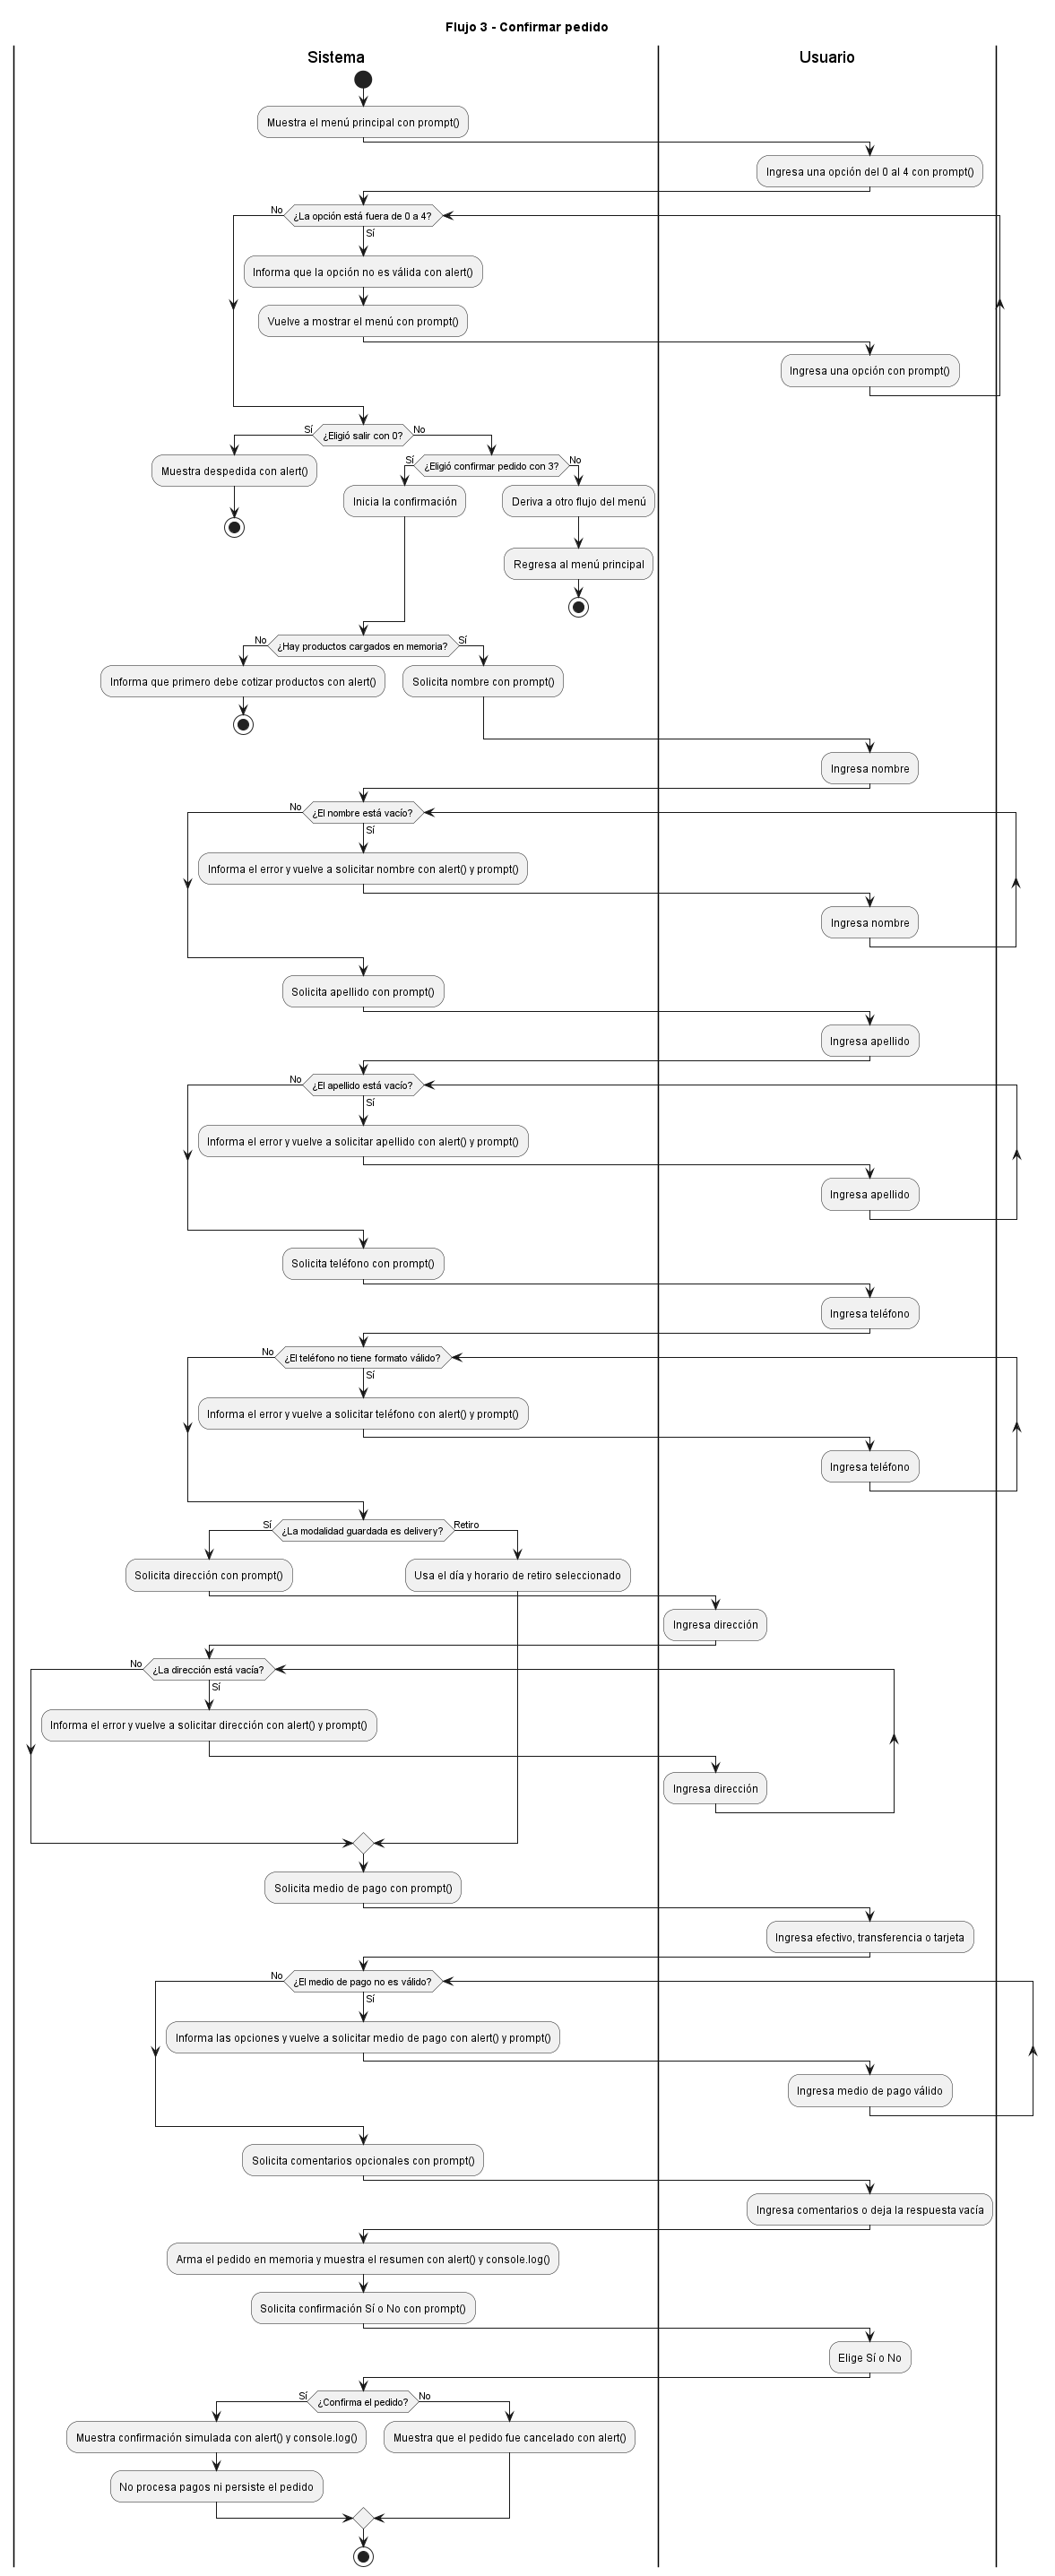 Flujo 3 - Confirmar pedido
Sistema
Usuario
Muestra el menú principal con prompt()
Ingresa una opción del 0 al 4 con prompt()
No
¿La opción está fuera de 0 a 4?
Sí
Informa que la opción no es válida con alert()
Vuelve a mostrar el menú con prompt()
Ingresa una opción con prompt()
Sí
¿Eligió salir con 0?
No
Muestra despedida con alert()
Sí
¿Eligió confirmar pedido con 3?
No
Inicia la confirmación
Deriva a otro flujo del menú
Regresa al menú principal
No
¿Hay productos cargados en memoria?
Sí
Informa que primero debe cotizar productos con alert()
Solicita nombre con prompt()
Ingresa nombre
No
¿El nombre está vacío?
Sí
Informa el error y vuelve a solicitar nombre con alert() y prompt()
Ingresa nombre
Solicita apellido con prompt()
Ingresa apellido
No
¿El apellido está vacío?
Sí
Informa el error y vuelve a solicitar apellido con alert() y prompt()
Ingresa apellido
Solicita teléfono con prompt()
Ingresa teléfono
No
¿El teléfono no tiene formato válido?
Sí
Informa el error y vuelve a solicitar teléfono con alert() y prompt()
Ingresa teléfono
Sí
¿La modalidad guardada es delivery?
Retiro
Solicita dirección con prompt()
Usa el día y horario de retiro seleccionado
Ingresa dirección
No
¿La dirección está vacía?
Sí
Informa el error y vuelve a solicitar dirección con alert() y prompt()
Ingresa dirección
Solicita medio de pago con prompt()
Ingresa efectivo, transferencia o tarjeta
No
¿El medio de pago no es válido?
Sí
Informa las opciones y vuelve a solicitar medio de pago con alert() y prompt()
Ingresa medio de pago válido
Solicita comentarios opcionales con prompt()
Ingresa comentarios o deja la respuesta vacía
Arma el pedido en memoria y muestra el resumen con alert() y console.log()
Solicita confirmación Sí o No con prompt()
Elige Sí o No
Sí
¿Confirma el pedido?
No
Muestra confirmación simulada con alert() y console.log()
Muestra que el pedido fue cancelado con alert()
No procesa pagos ni persiste el pedido